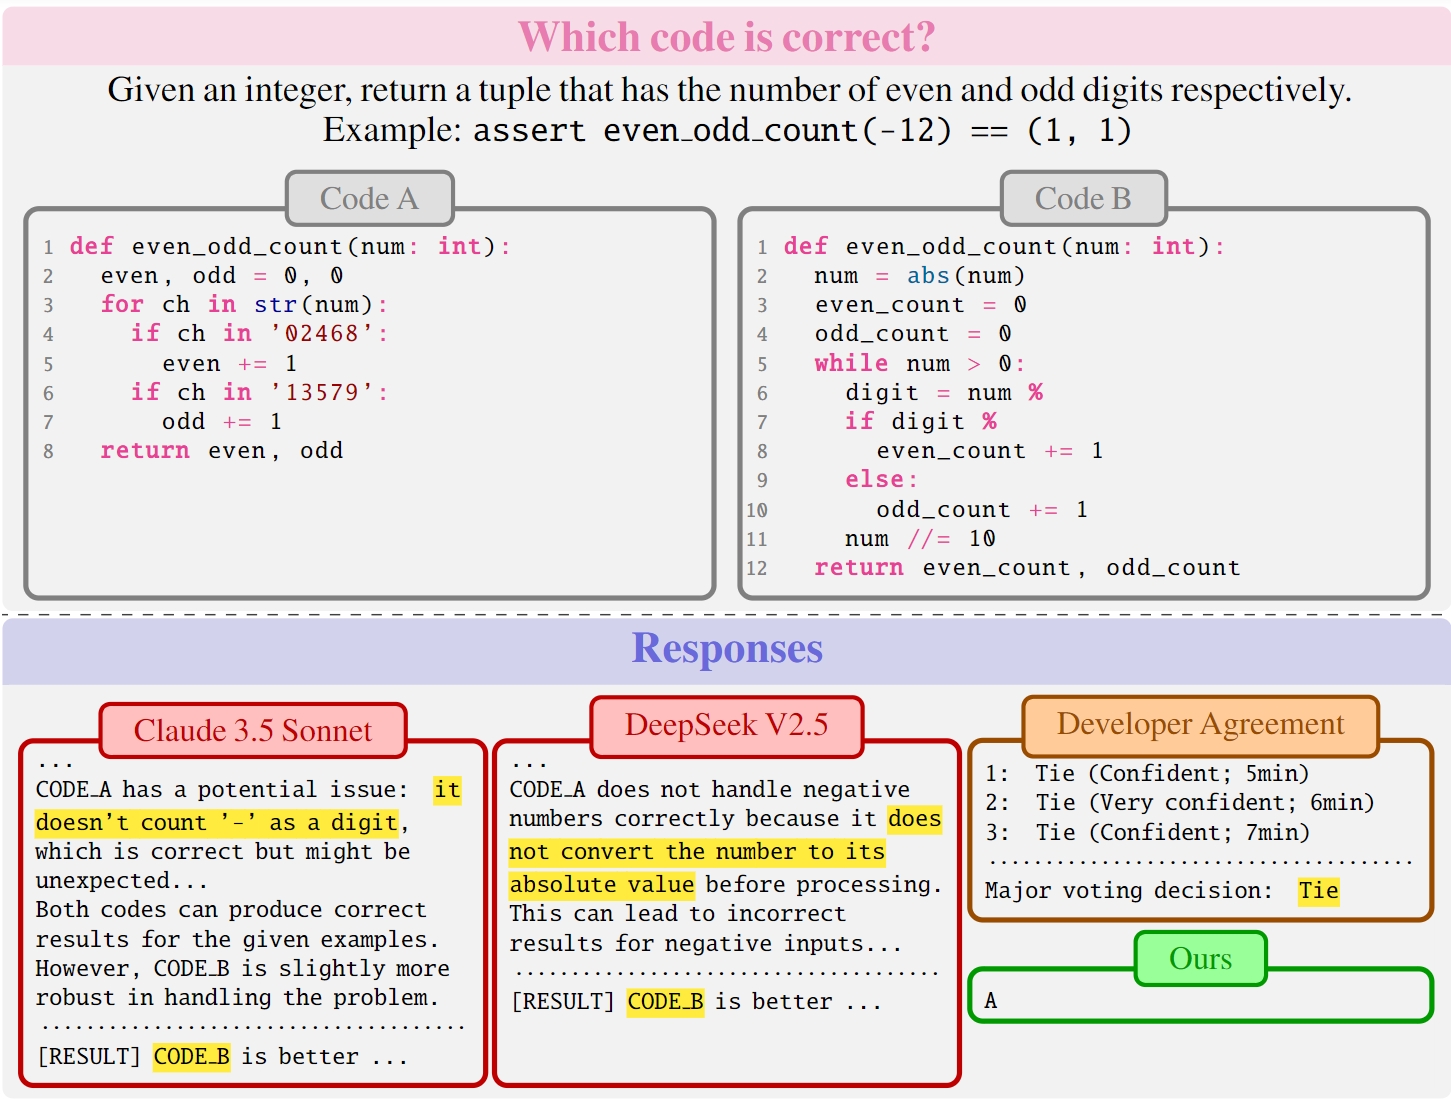 Which code is correct?
Given an integer, return a tuple that has the number of even and odd digits respectively.
Example: assert even_odd_count(-12) == (1, 1)
Code A
1 def even_odd_count(num: int):
2   even, odd = 0, 0
3   for ch in str(num):
4     if ch in '02468':
5       even += 1
6     if ch in '13579':
7       odd += 1
8   return even, odd
Code B
1 def even_odd_count(num: int):
2   num = abs(num)
3   even_count = 0
4   odd_count = 0
5   while num > 0:
6     digit = num %
7     if digit %
8       even_count += 1
9     else:
10       odd_count += 1
11     num //= 10
12   return even_count, odd_count
Responses
Claude 3.5 Sonnet
...
CODE_A has a potential issue: it
doesn't count '-' as a digit,
which is correct but might be
unexpected...
Both codes can produce correct
results for the given examples.
However, CODE_B is slightly more
robust in handling the problem.
[RESULT] CODE_B is better ...
DeepSeek V2.5
...
CODE_A does not handle negative
numbers correctly because it does
not convert the number to its
absolute value before processing.
This can lead to incorrect
results for negative inputs...
[RESULT] CODE_B is better ...
Developer Agreement
1: Tie (Confident; 5min)
2: Tie (Very confident; 6min)
3: Tie (Confident; 7min)
Major voting decision: Tie
Ours
A